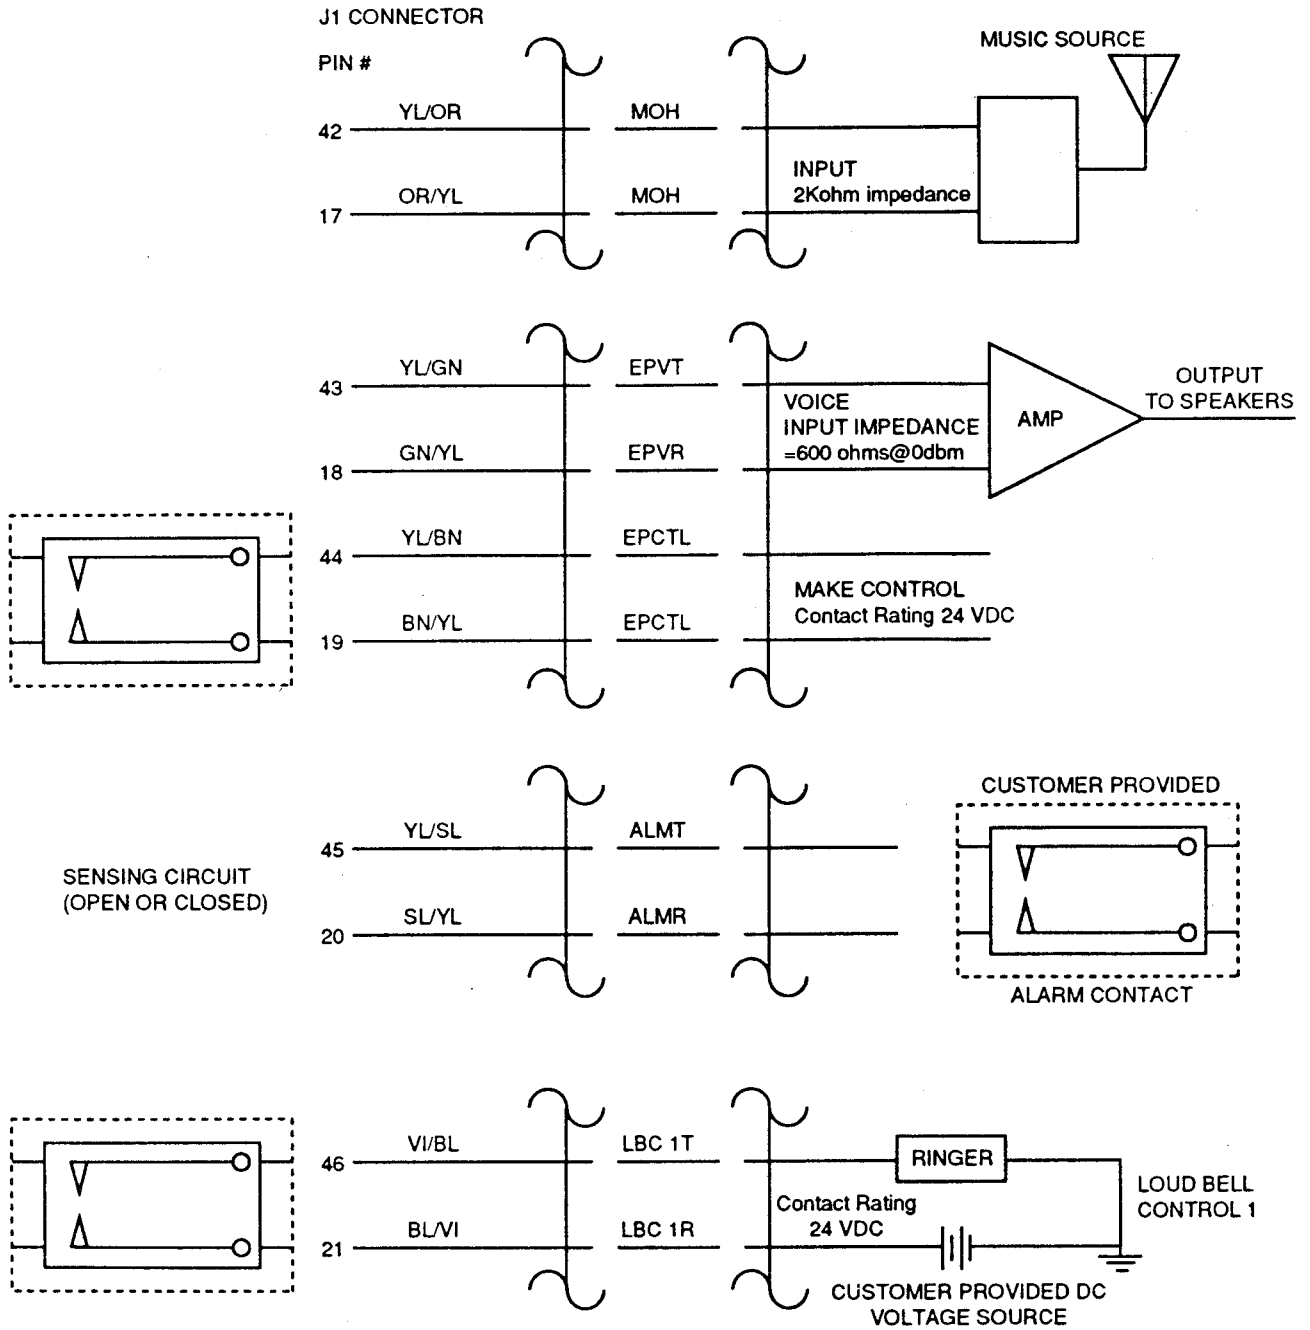 J1 CONNECTOR
PIN #
MUSIC SOURCE
YL/OR
MOH
42
INPUT
2Kohm impedance
OR/YL
MOH
17
YL/GN
EPVT
43
OUTPUT
TO SPEAKERS
VOICE
INPUT IMPEDANCE
=600 ohms@0dbm
AMP
GN/YL
EPVR
18
YL/BN
EPCTL
44
MAKE CONTROL
Contact Rating 24 VDC
BN/YL
EPCTL
19
CUSTOMER PROVIDED
YL/SL
ALMT
45
SENSING CIRCUIT
(OPEN OR CLOSED)
SL/YL
ALMR
20
ALARM CONTACT
VI/BL
LBC 1T
46
RINGER
LOUD BELL
CONTROL 1
Contact Rating
24 VDC
BL/VI
LBC 1R
21
CUSTOMER PROVIDED DC
VOLTAGE SOURCE